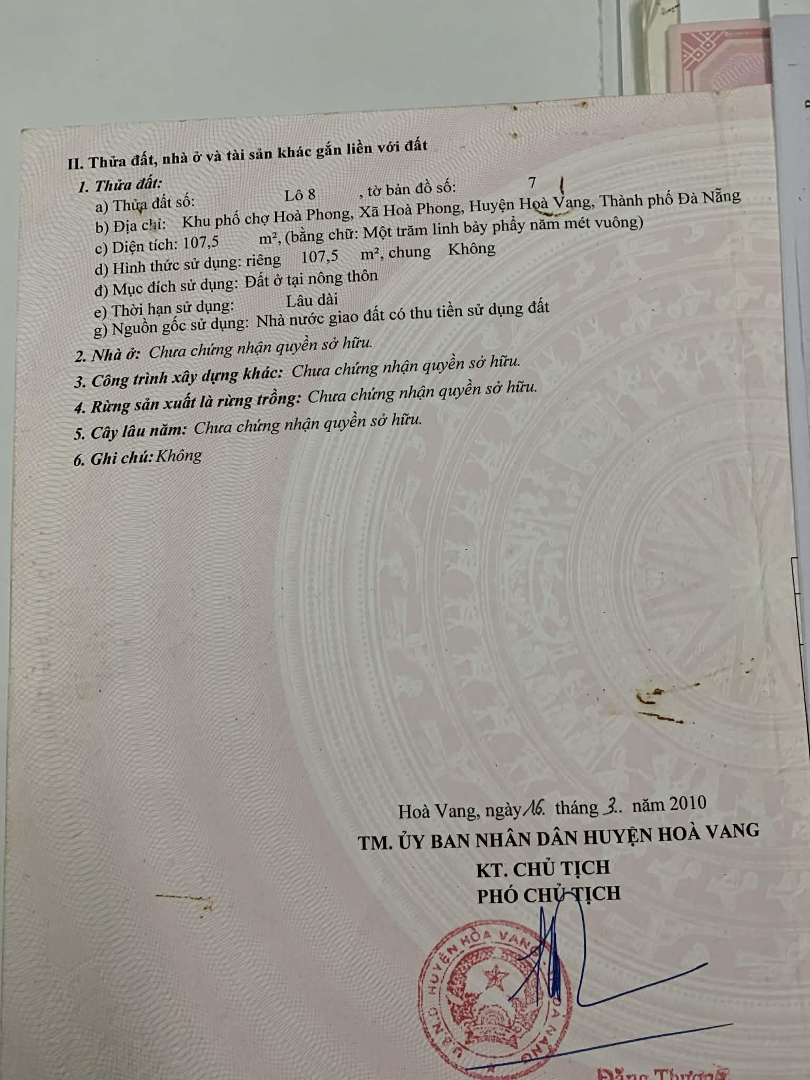 II. Thửa đất, nhà ở và tài sản khác gắn liền với đất
1. Thửa đất:
a) Thửa đất số: Lô 8 , tờ bản đồ số: 7
b) Địa chỉ: Khu phố chợ Hoà Phong, Xã Hoà Phong, Huyện Hoà Vang, Thành phố Đà Nẵng
c) Diện tích: 107,5 m², (bằng chữ: Một trăm linh bảy phẩy năm mét vuông)
d) Hình thức sử dụng: riêng 107,5 m², chung Không
đ) Mục đích sử dụng: Đất ở tại nông thôn
e) Thời hạn sử dụng: Lâu dài
g) Nguồn gốc sử dụng: Nhà nước giao đất có thu tiền sử dụng đất
2. Nhà ở: Chưa chứng nhận quyền sở hữu.
3. Công trình xây dựng khác: Chưa chứng nhận quyền sở hữu.
4. Rừng sản xuất là rừng trồng: Chưa chứng nhận quyền sở hữu.
5. Cây lâu năm: Chưa chứng nhận quyền sở hữu.
6. Ghi chú: Không
Hoà Vang, ngày 16. tháng 3.. năm 2010
TM. ỦY BAN NHÂN DÂN HUYỆN HOÀ VANG
KT. CHỦ TỊCH
PHÓ CHỦ TỊCH
U.B.N.D HUYỆN HÒA VANG
Đặng Thương